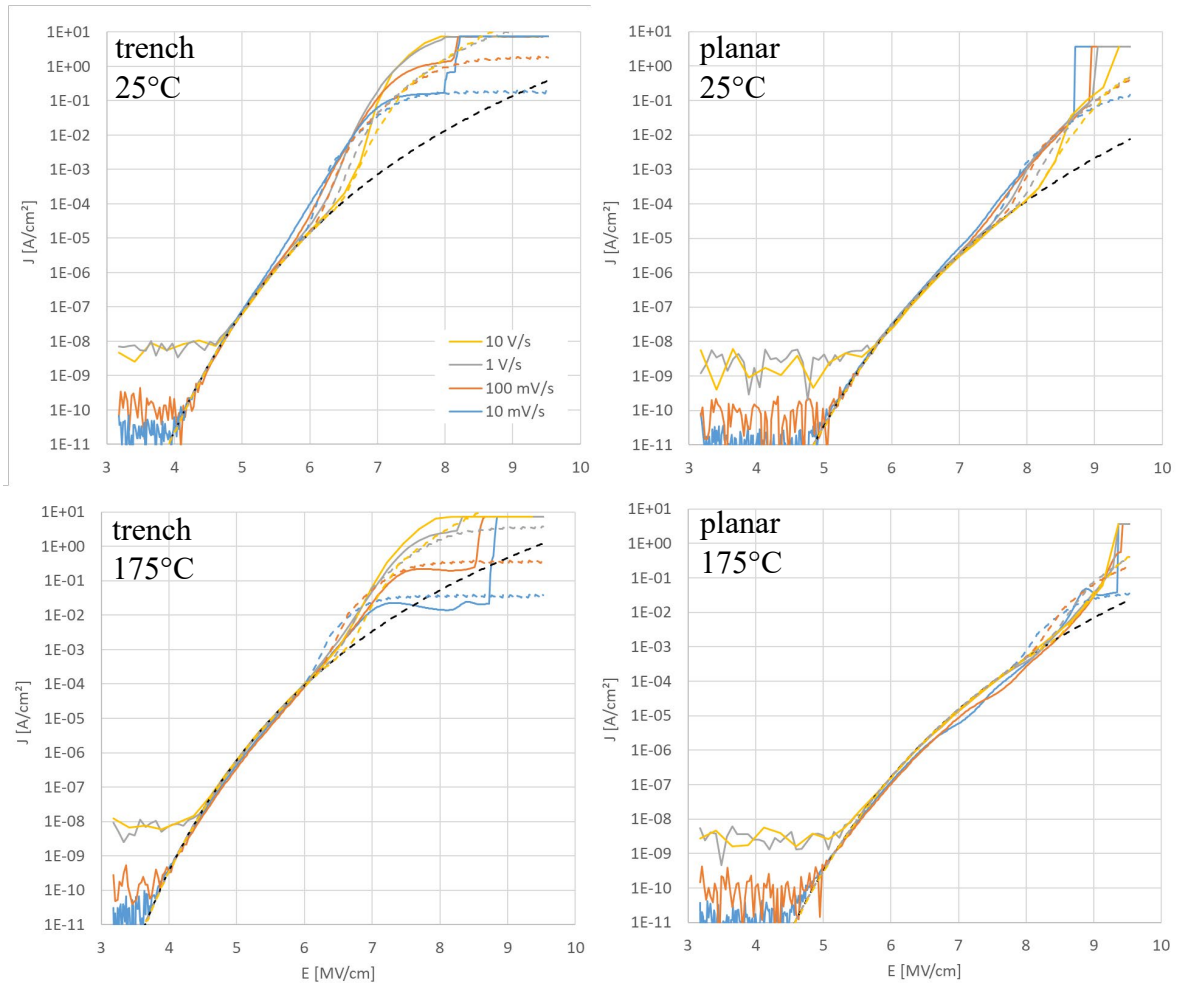 trench
25°C
J [A/cm²]
1E+01
1E+00
1E-01
1E-02
1E-03
1E-04
1E-05
1E-06
1E-07
1E-08
1E-09
1E-10
1E-11
3 4 5 6 7 8 9 10
10 V/s
1 V/s
100 mV/s
10 mV/s
planar
25°C
J [A/cm²]
1E+01
1E+00
1E-01
1E-02
1E-03
1E-04
1E-05
1E-06
1E-07
1E-08
1E-09
1E-10
1E-11
3 4 5 6 7 8 9 10
trench
175°C
J [A/cm²]
1E+01
1E+00
1E-01
1E-02
1E-03
1E-04
1E-05
1E-06
1E-07
1E-08
1E-09
1E-10
1E-11
3 4 5 6 7 8 9 10
E [MV/cm]
planar
175°C
J [A/cm²]
1E+01
1E+00
1E-01
1E-02
1E-03
1E-04
1E-05
1E-06
1E-07
1E-08
1E-09
1E-10
1E-11
3 4 5 6 7 8 9 10
E [MV/cm]